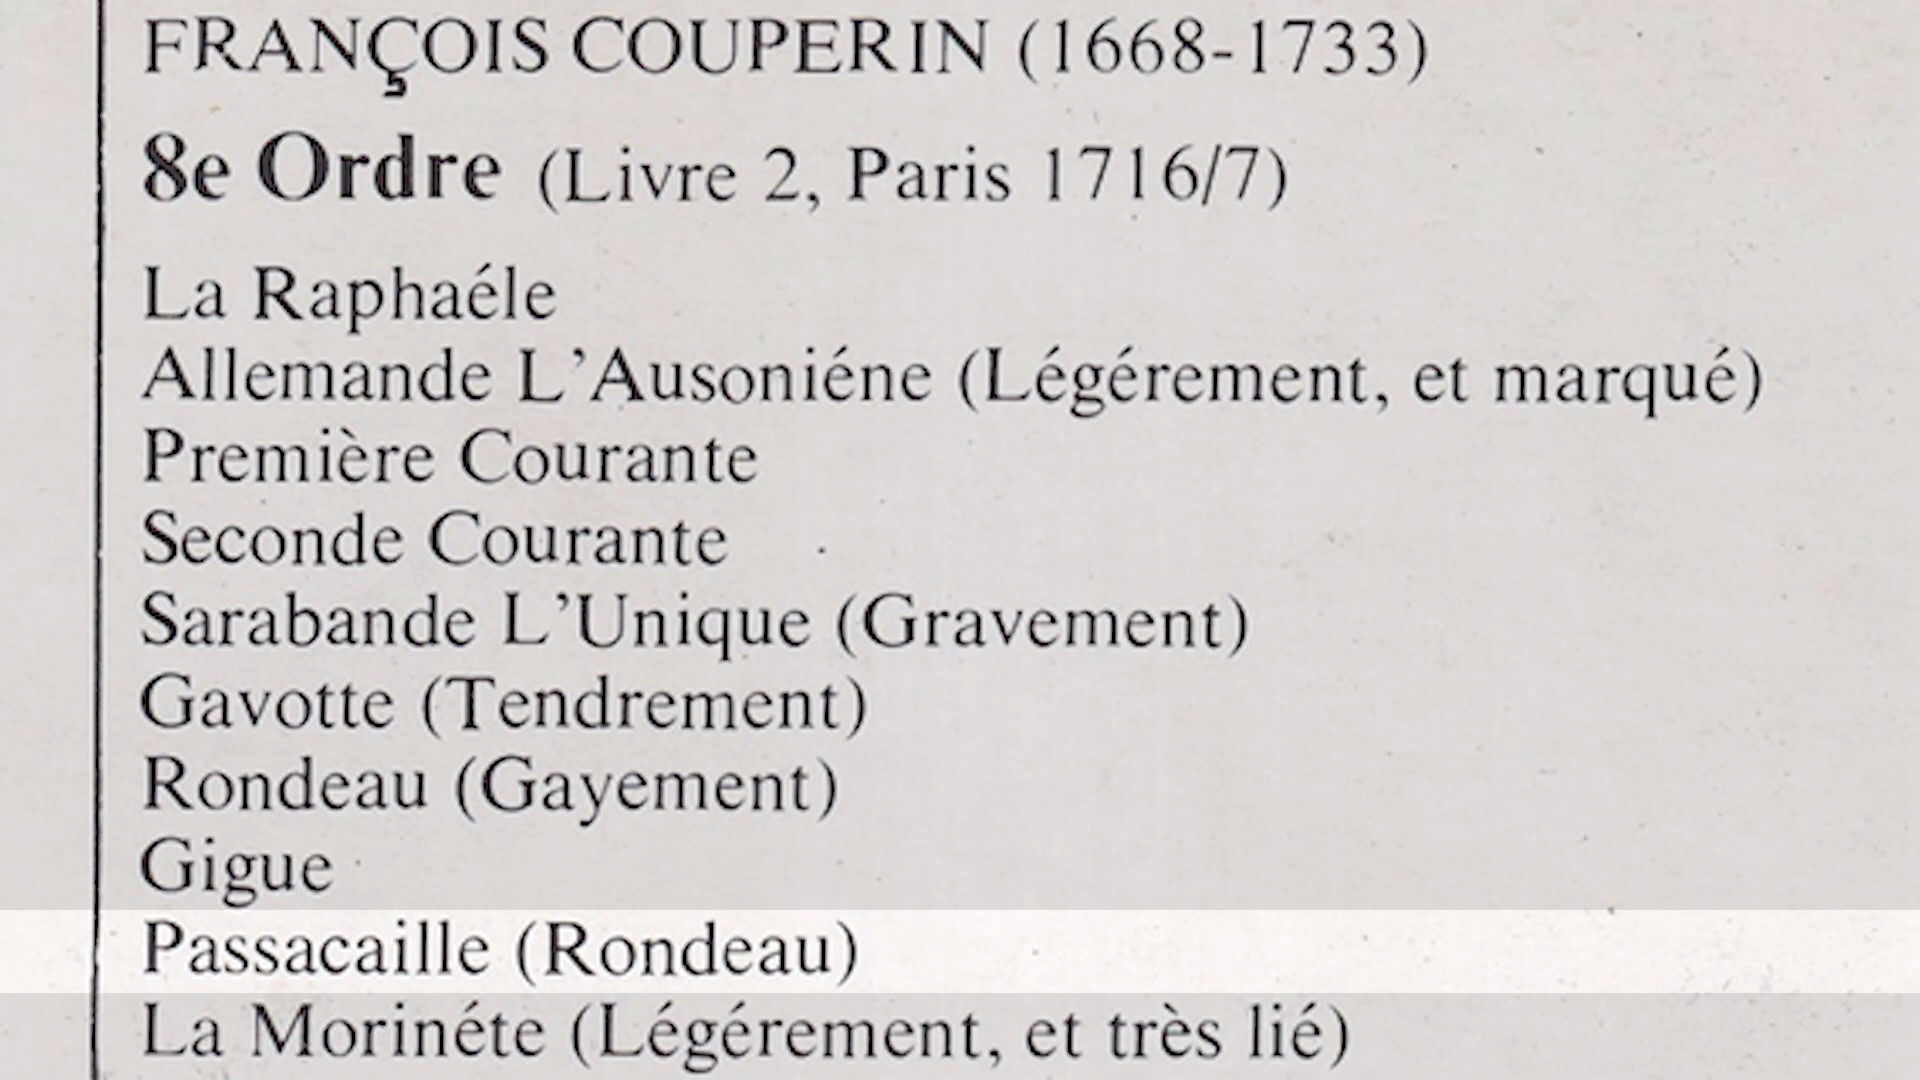 FRANÇOIS COUPERIN (1668-1733)
8e Ordre (Livre 2, Paris 1716/7)
La Raphaéle
Allemande L’Ausoniéne (Légérement, et marqué)
Première Courante
Seconde Courante
Sarabande L’Unique (Gravement)
Gavotte (Tendrement)
Rondeau (Gayement)
Gigue
Passacaille (Rondeau)
La Morinéte (Légérement, et très lié)